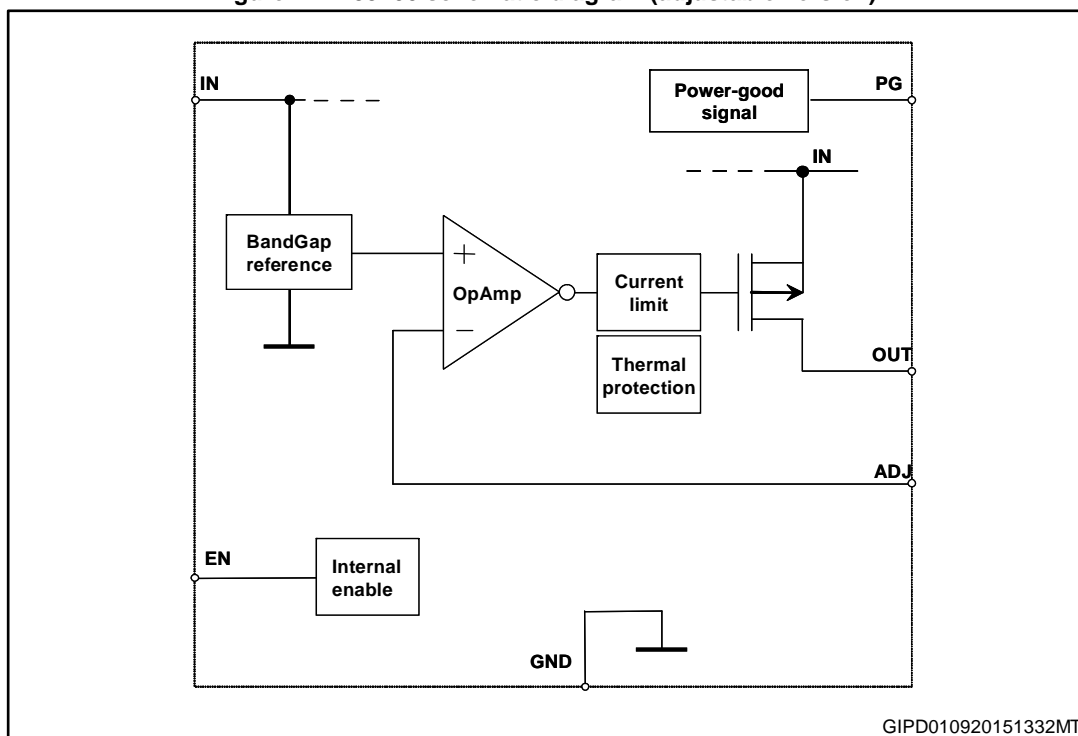 IN
PG
Power-good
signal
IN
BandGap
reference
+
OpAmp
−
Current
limit
Thermal
protection
OUT
ADJ
EN
Internal
enable
GND
GIPD010920151332MT